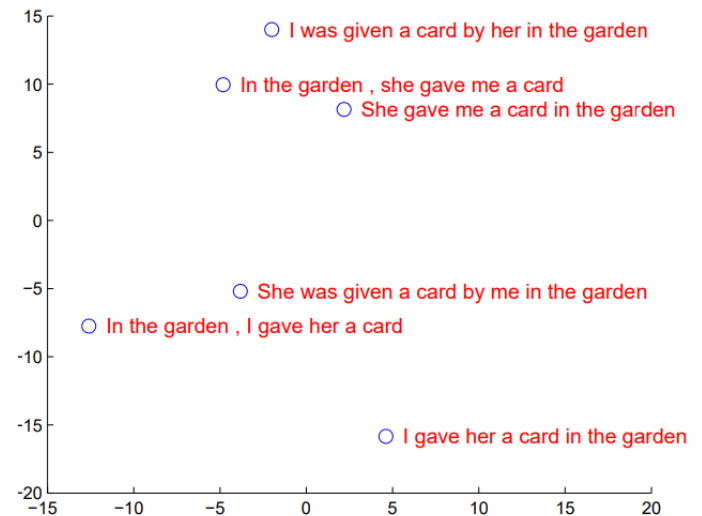 15
I was given a card by her in the garden
10
In the garden , she gave me a card
She gave me a card in the garden
5
0
−5
She was given a card by me in the garden
In the garden , I gave her a card
-10
-15
I gave her a card in the garden
-20
−15 −10 −5 0 5 10 15 20